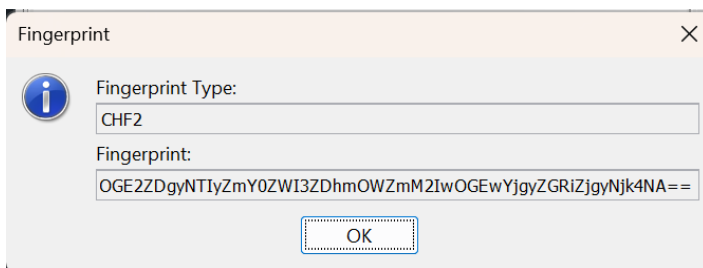 Fingerprint
Fingerprint Type:
CHF2
Fingerprint:
OGE2ZDgyNTIyZmY0ZWI3ZDhmOWZmM2IwOGEwYjgyZGRiZjgyNjk4NA==
OK